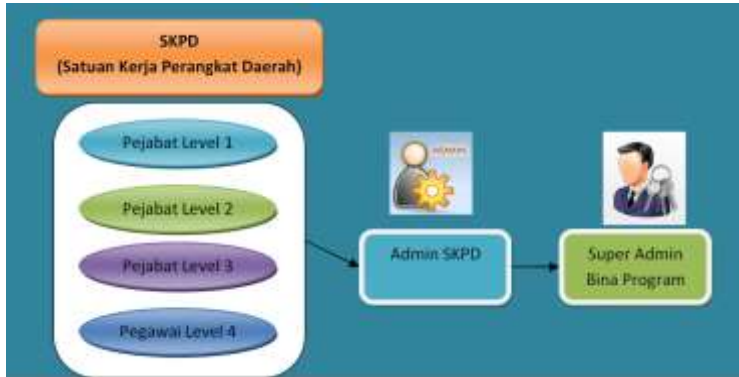 SKPD
(Satuan Kerja Perangkat Daerah)
Pejabat Level 1
Pejabat Level 2
Pejabat Level 3
Pegawai Level 4
ADMIN
Admin SKPD
Super Admin
Bina Program